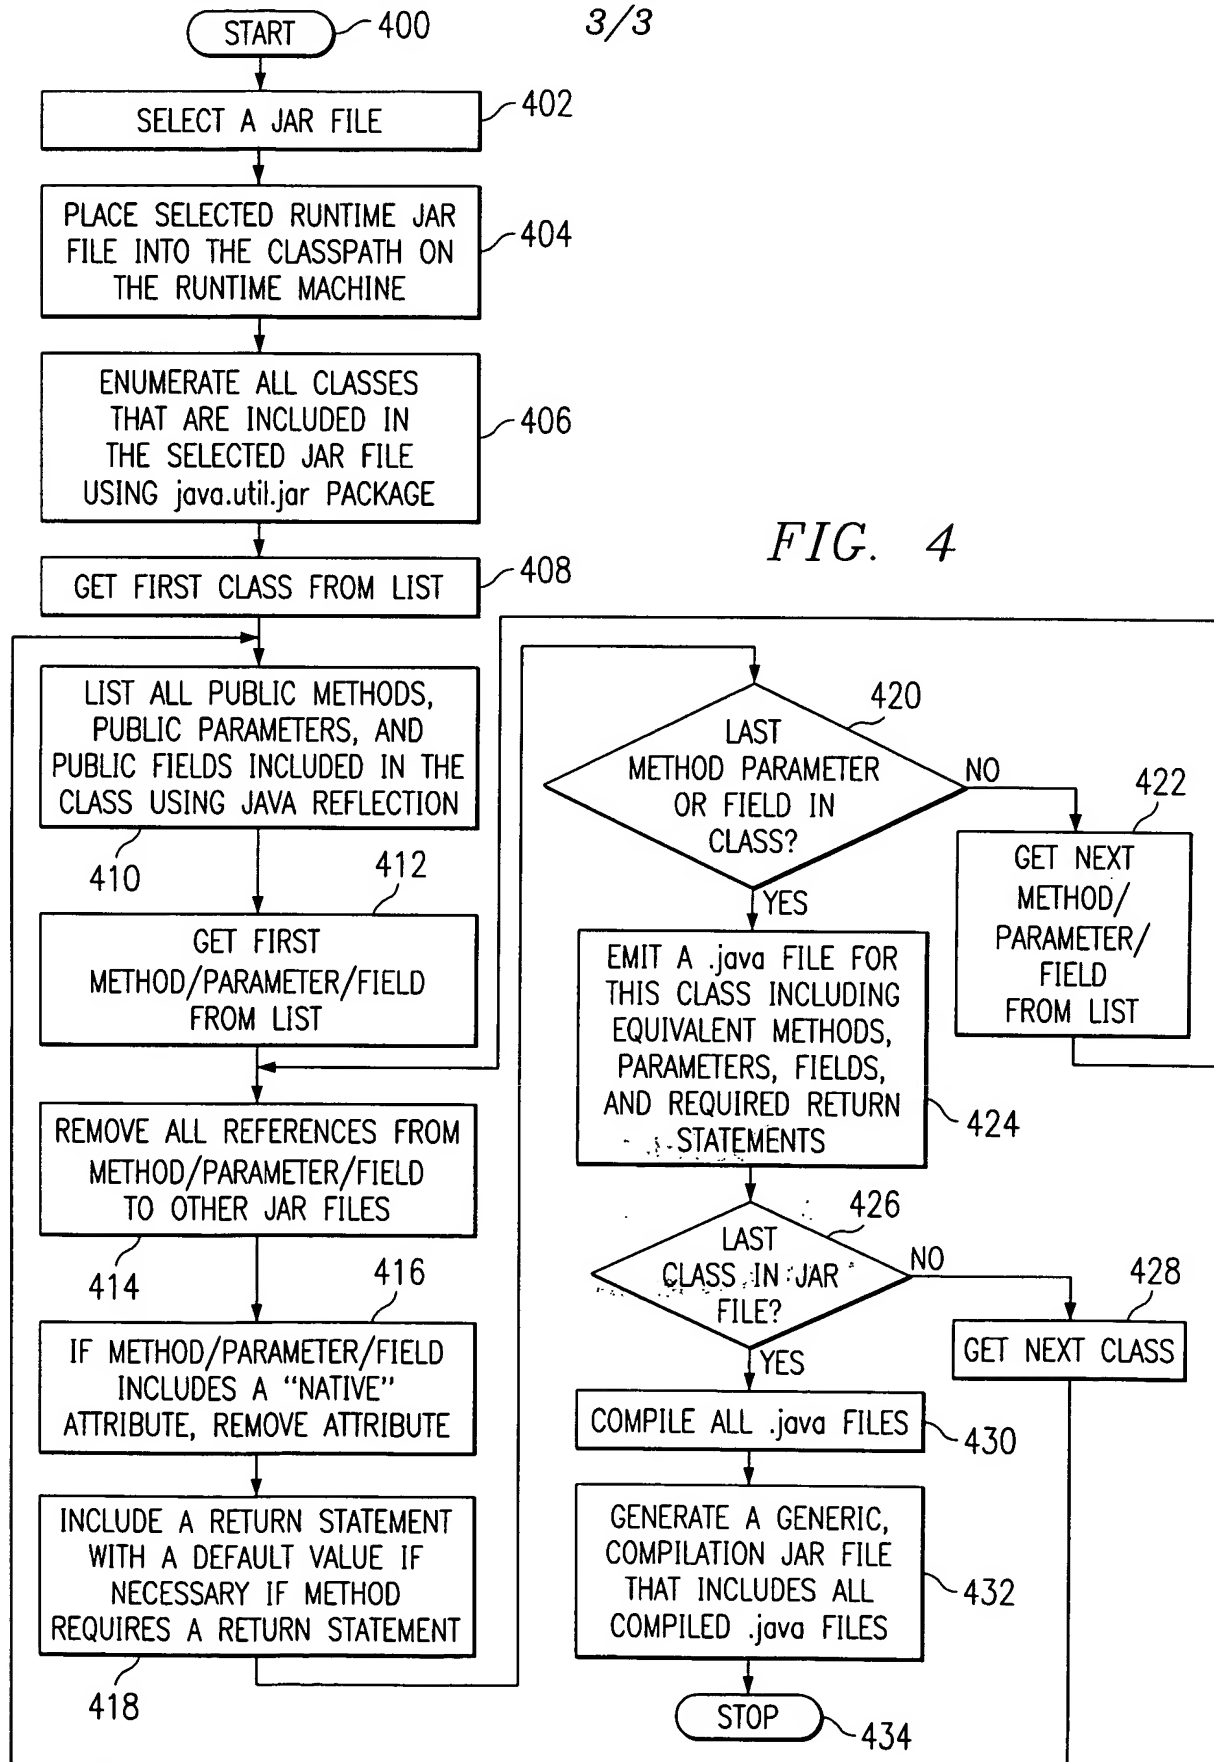 3/3
START
400
SELECT A JAR FILE
402
PLACE SELECTED RUNTIME JAR
FILE INTO THE CLASSPATH ON
THE RUNTIME MACHINE
404
ENUMERATE ALL CLASSES
THAT ARE INCLUDED IN
THE SELECTED JAR FILE
USING java.util.jar PACKAGE
406
FIG. 4
GET FIRST CLASS FROM LIST
408
LIST ALL PUBLIC METHODS,
PUBLIC PARAMETERS, AND
PUBLIC FIELDS INCLUDED IN THE
CLASS USING JAVA REFLECTION
410
412
GET FIRST
METHOD/PARAMETER/FIELD
FROM LIST
REMOVE ALL REFERENCES FROM
METHOD/PARAMETER/FIELD
TO OTHER JAR FILES
414
416
IF METHOD/PARAMETER/FIELD
INCLUDES A “NATIVE”
ATTRIBUTE, REMOVE ATTRIBUTE
INCLUDE A RETURN STATEMENT
WITH A DEFAULT VALUE IF
NECESSARY IF METHOD
REQUIRES A RETURN STATEMENT
418
420
LAST
METHOD PARAMETER
OR FIELD IN
CLASS?
NO
YES
422
GET NEXT
METHOD/
PARAMETER/
FIELD
FROM LIST
EMIT A .java FILE FOR
THIS CLASS INCLUDING
EQUIVALENT METHODS,
PARAMETERS, FIELDS,
AND REQUIRED RETURN
STATEMENTS
424
426
LAST
CLASS IN JAR
FILE?
NO
YES
428
GET NEXT CLASS
COMPILE ALL .java FILES
430
GENERATE A GENERIC,
COMPILATION JAR FILE
THAT INCLUDES ALL
COMPILED .java FILES
432
STOP
434